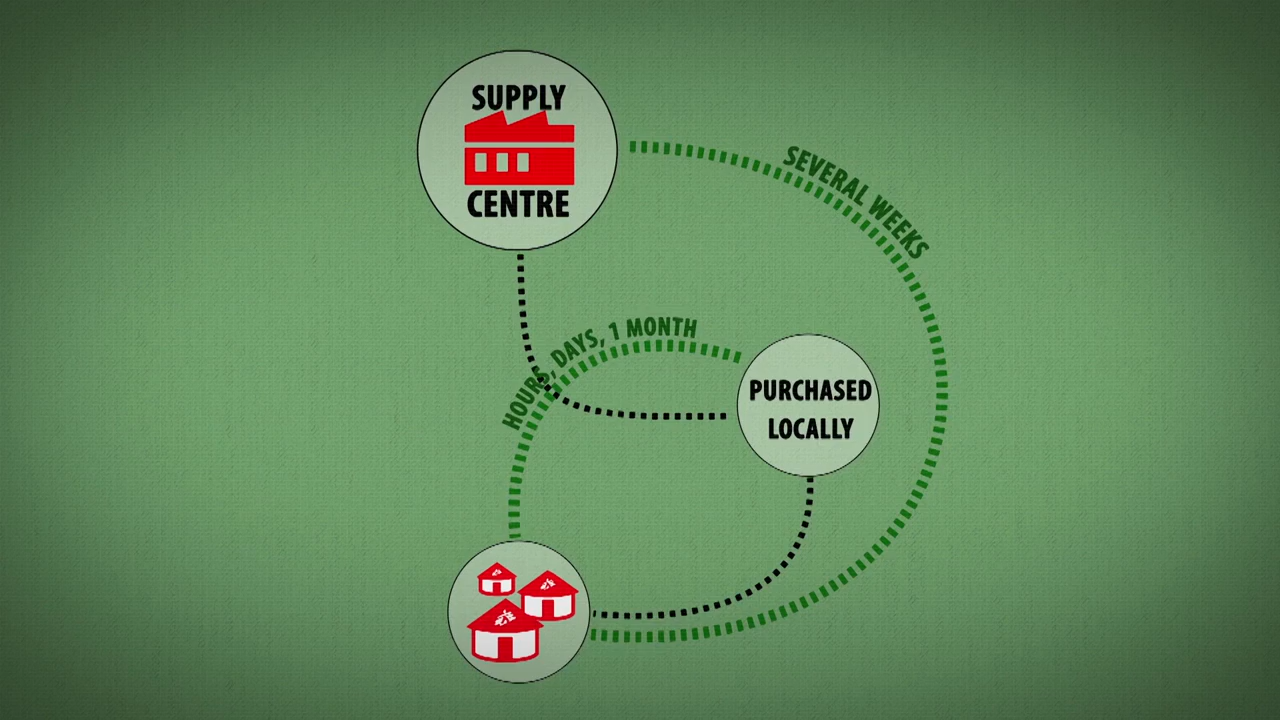 SUPPLY
CENTRE
SEVERAL WEEKS
HOURS, DAYS, 1 MONTH
PURCHASED
LOCALLY